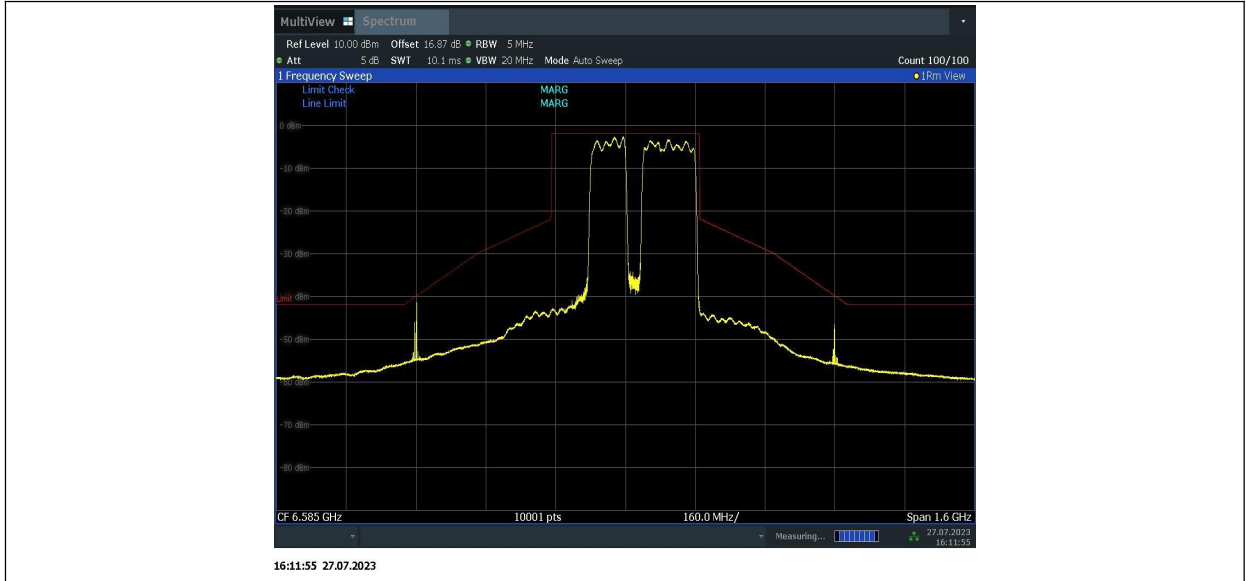 MultiView Spectrum
Ref Level 10.00 dBm Offset 16.87 dB RBW 5 MHz
Att 5 dB SWT 10.1 ms VBW 20 MHz Mode Auto Sweep Count 100/100
1 Frequency Sweep 1Rm View
Limit Check MARG
Line Limit MARG
0 dBm
-10 dBm
-20 dBm
-30 dBm
Limit dBm
-50 dBm
-60 dBm
-70 dBm
-80 dBm
CF 6.585 GHz 10001 pts 160.0 MHz/ Span 1.6 GHz
Measuring... 27.07.2023
16:11:55
16:11:55 27.07.2023